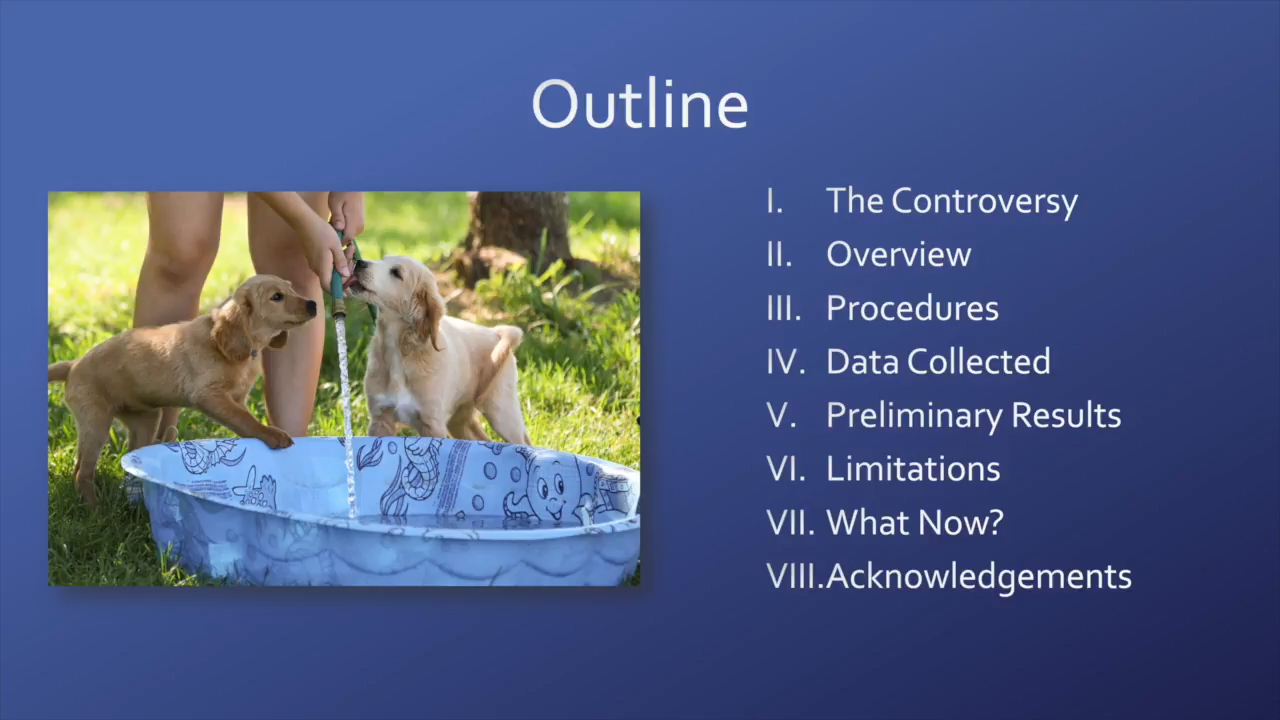 Outline
I. The Controversy
II. Overview
III. Procedures
IV. Data Collected
V. Preliminary Results
VI. Limitations
VII. What Now?
VIII. Acknowledgements